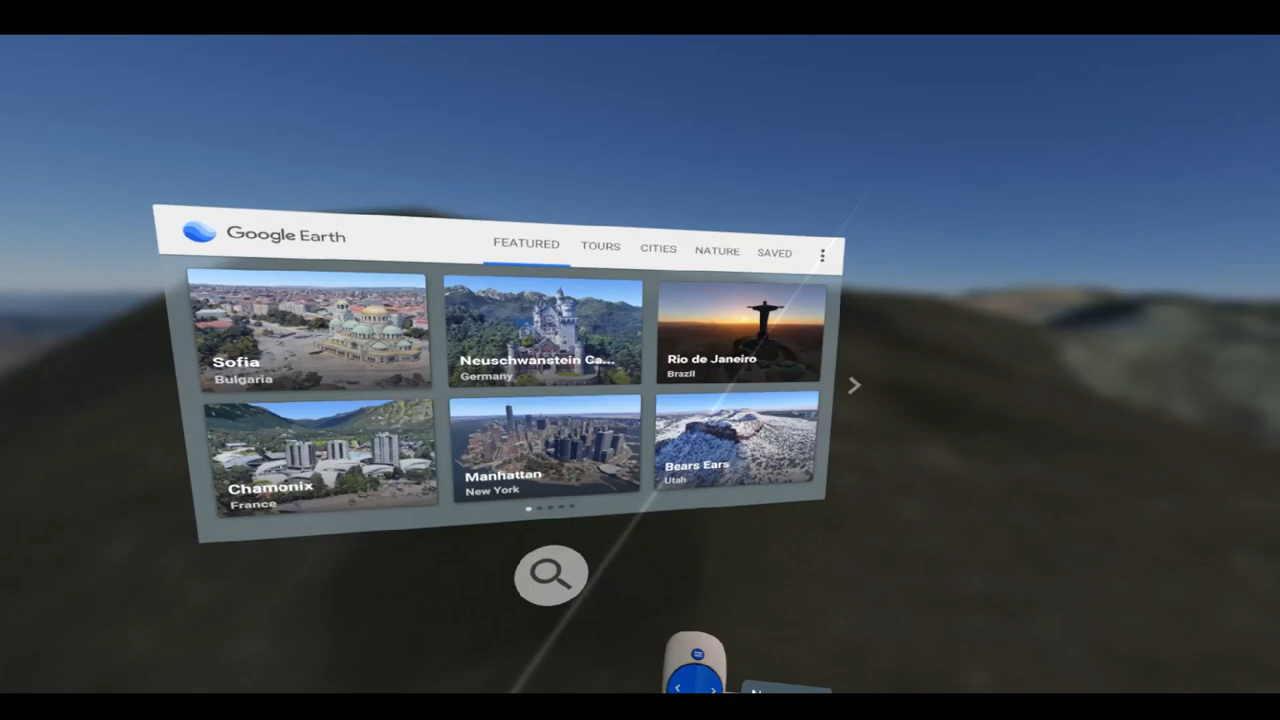 Google Earth
FEATURED
TOURS
CITIES
NATURE
SAVED
Sofia
Bulgaria
Neuschwanstein Ca...
Germany
Rio de Janeiro
Brazil
Chamonix
France
Manhattan
New York
Bears Ears
Utah